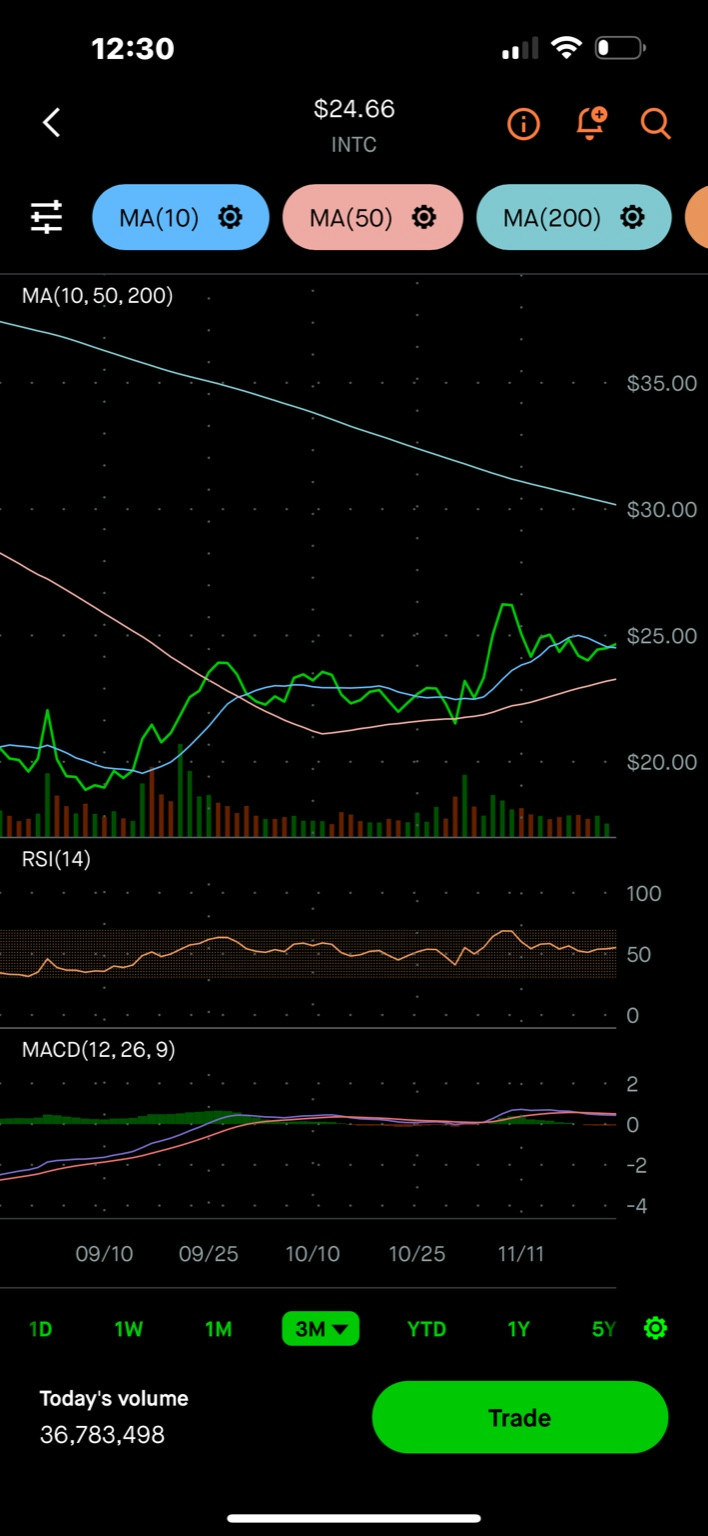 12:30
$24.66
INTC
MA(10)
MA(50)
MA(200)
MA(10,50,200)
$35.00
$30.00
$25.00
$20.00
RSI(14)
100
50
0
MACD(12,26,9)
2
0
-2
-4
09/10 09/25 10/10 10/25 11/11
1D 1W 1M 3M YTD 1Y 5Y
Today's volume
36,783,498
Trade